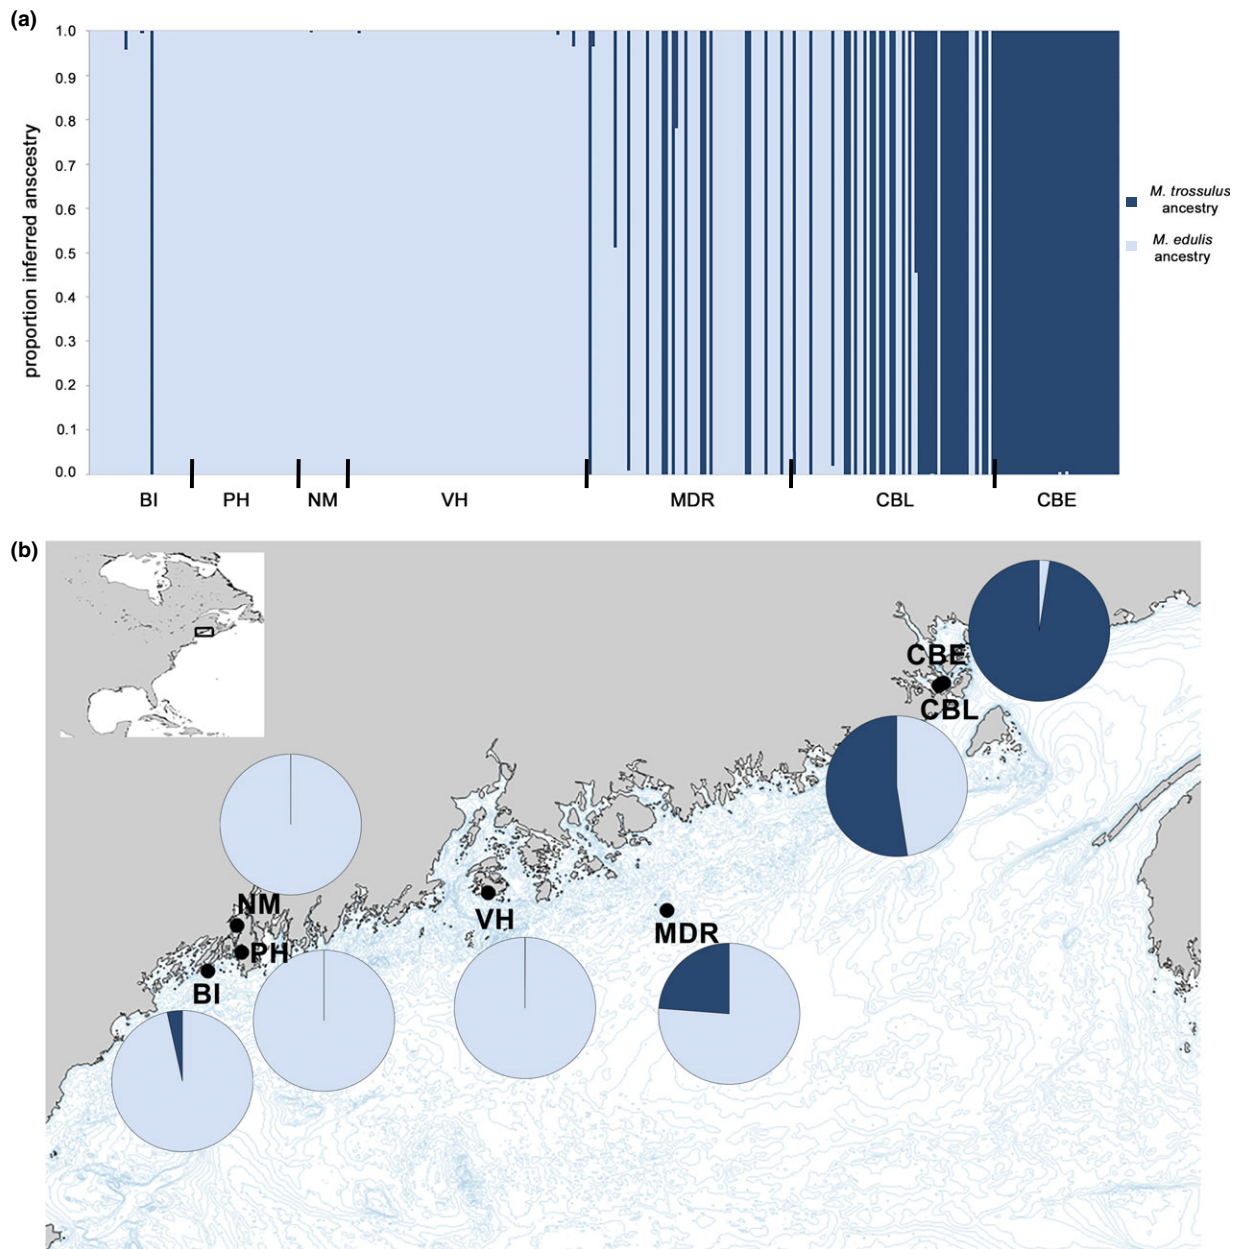 (a)
proportion inferred anscestry
1.0
0.9
0.8
0.7
0.6
0.5
0.4
0.3
0.2
0.1
0.0
BI PH NM VH MDR CBL CBE
M. trossulus
ancestry
M. edulis
ancestry
(b)
CBE
CBL
NM
VH
MDR
PH
BI